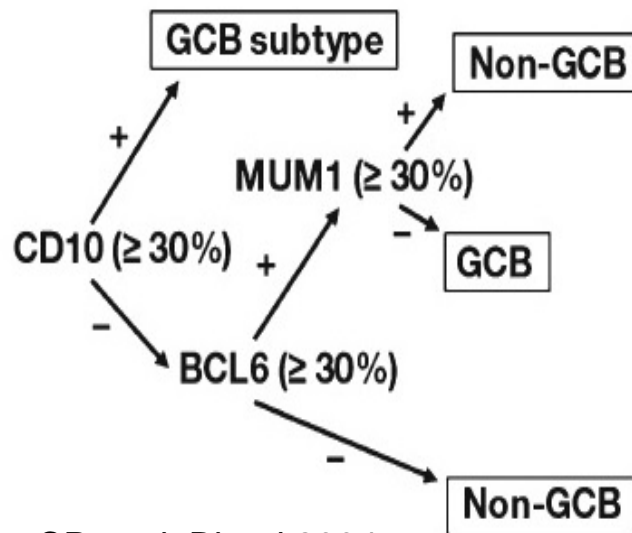 GCB subtype
Non-GCB
+
+
MUM1 (≥ 30%)
CD10 (≥ 30%)
+
−
GCB
−
BCL6 (≥ 30%)
−
Non-GCB